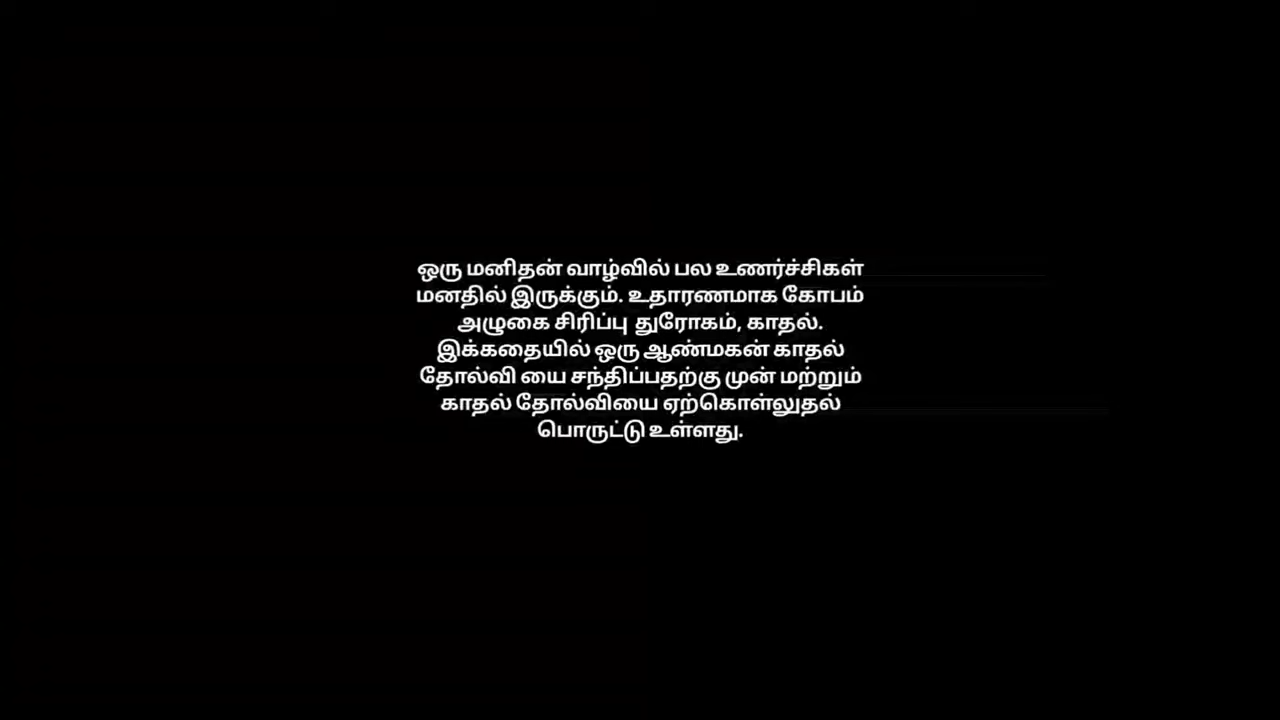 ஒரு மனிதன் வாழ்வில் பல உணர்ச்சிகள்
மனதில் இருக்கும். உதாரணமாக கோபம்
அழுகை சிரிப்பு துரோகம், காதல்.
இக்கதையில் ஒரு ஆண்மகன் காதல்
தோல்வி யை சந்திப்பதற்கு முன் மற்றும்
காதல் தோல்வியை ஏற்கொள்லுதல்
பொருட்டு உள்ளது.